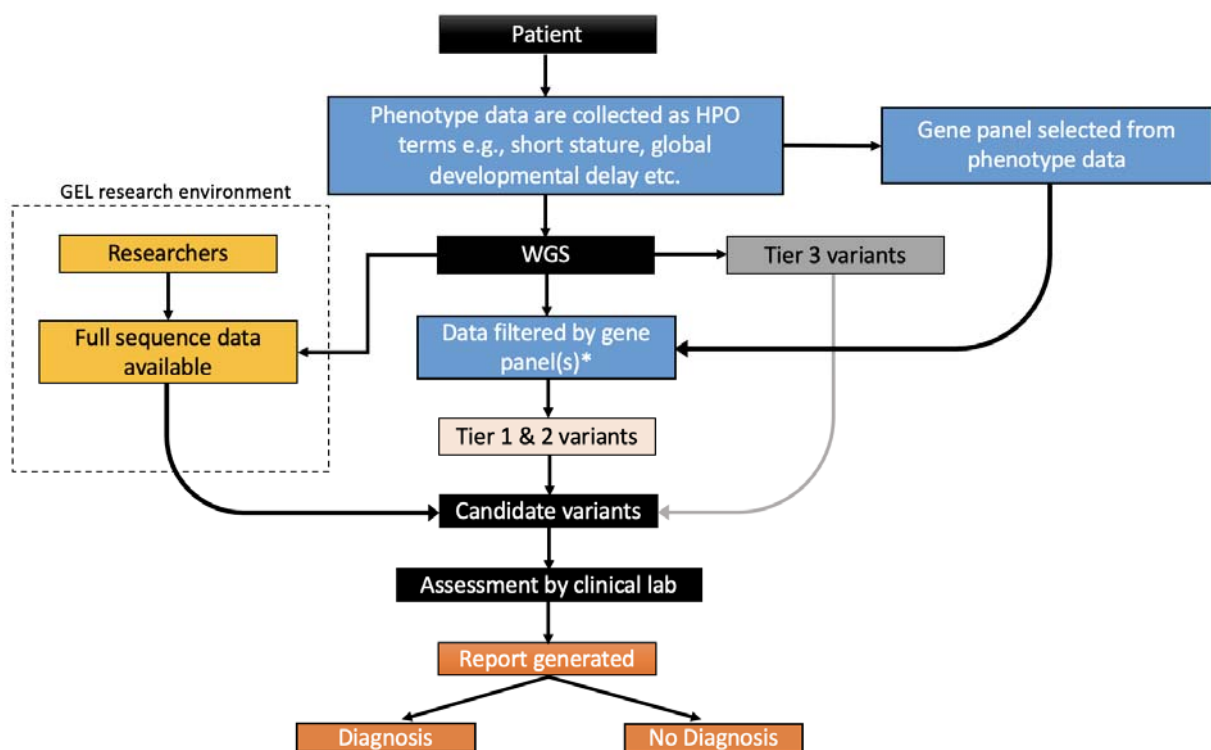 Patient
Phenotype data are collected as HPO
terms e.g., short stature, global
developmental delay etc.
Gene panel selected from
phenotype data
GEL research environment
Researchers
WGS
Tier 3 variants
Full sequence data
available
Data filtered by gene
panel(s)*
Tier 1 & 2 variants
Candidate variants
Assessment by clinical lab
Report generated
Diagnosis
No Diagnosis